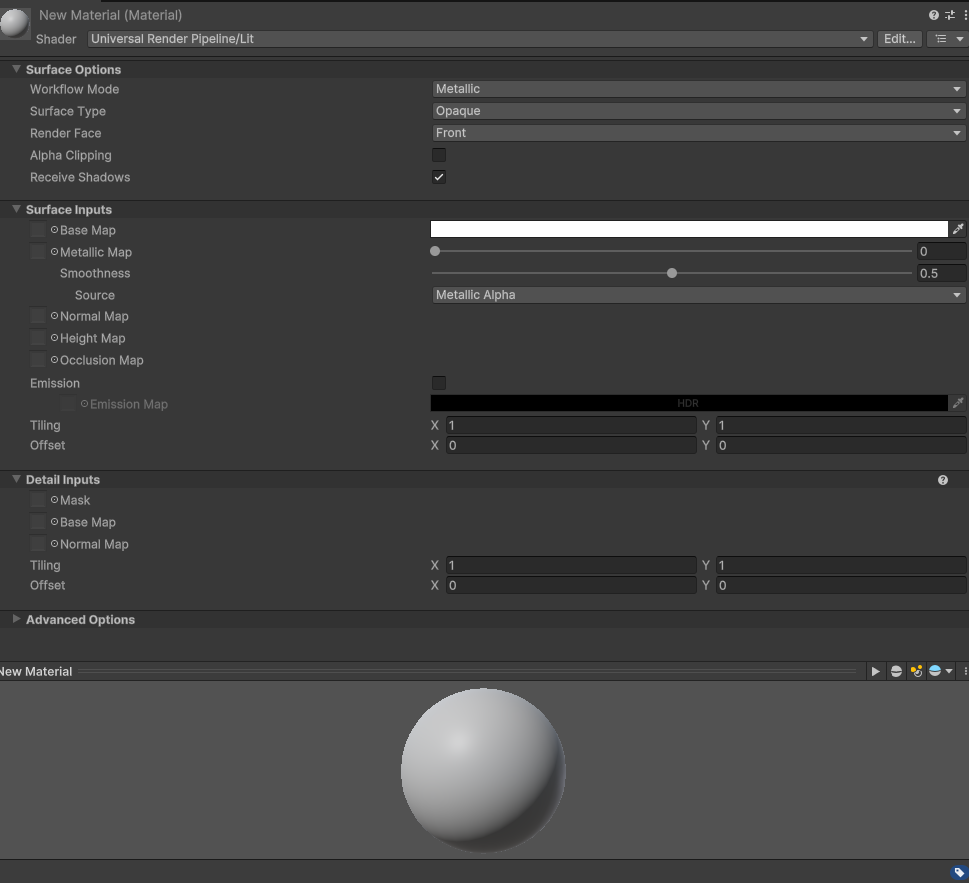 New Material (Material)
Shader Universal Render Pipeline/Lit Edit...
Surface Options
Workflow Mode Metallic
Surface Type Opaque
Render Face Front
Alpha Clipping
Receive Shadows
Surface Inputs
Base Map
Metallic Map 0
Smoothness 0.5
Source Metallic Alpha
Normal Map
Height Map
Occlusion Map
Emission
Emission Map HDR
Tiling X 1 Y 1
Offset X 0 Y 0
Detail Inputs
Mask
Base Map
Normal Map
Tiling X 1 Y 1
Offset X 0 Y 0
Advanced Options
New Material